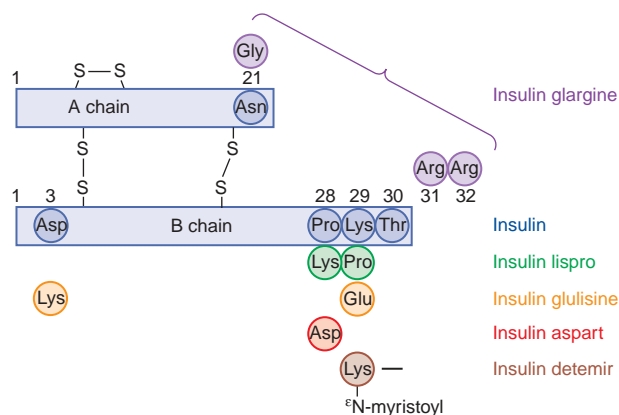 Gly
1 S S 21
A chain Asn Insulin glargine
S S
S S
Arg Arg
1 3 28 29 30 31 32
Asp B chain Pro Lys Thr Insulin
Lys Pro Insulin lispro
Lys Glu Insulin glulisine
Asp Insulin aspart
Lys Insulin detemir
εN-myristoyl